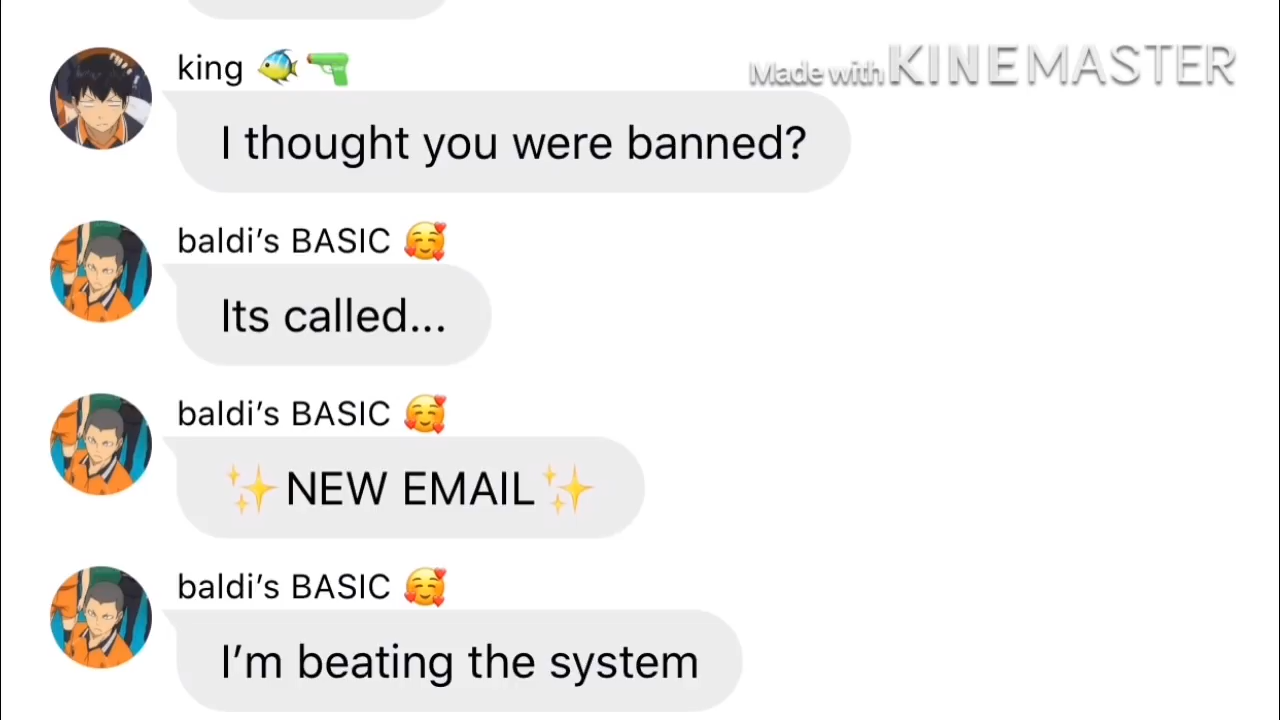 king 🐠🔫
Made with KINEMASTER
I thought you were banned?
baldi’s BASIC 🥰
Its called...
baldi’s BASIC 🥰
✨NEW EMAIL✨
baldi’s BASIC 🥰
I’m beating the system